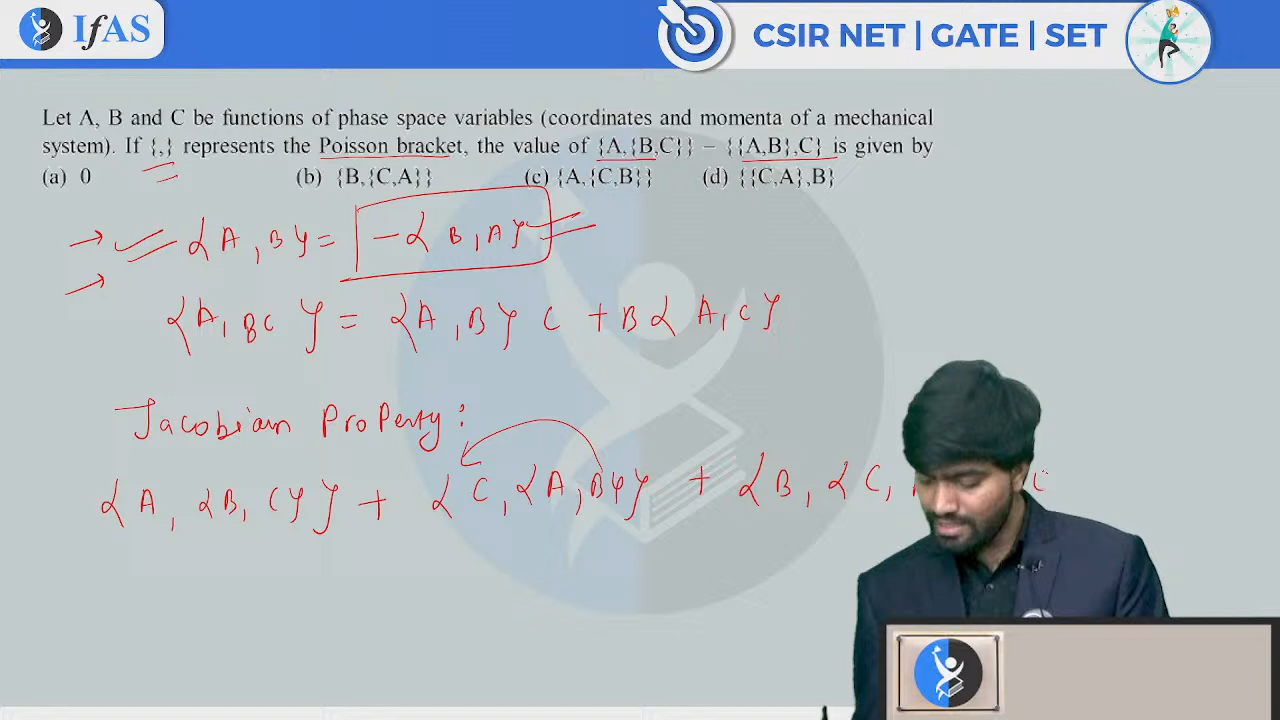 IfAS
CSIR NET | GATE | SET
Let A, B and C be functions of phase space variables (coordinates and momenta of a mechanical
system). If {,} represents the Poisson bracket, the value of {A,{B,C}} – {{A,B},C} is given by
(a) 0 (b) {B,{C,A}} (c) {A,{C,B}} (d) {{C,A},B}
{A, B} = -{B, A}
{A, BC} = {A, B} C + B{A, C}
Jacobian Property:
{A, {B, C}} + {C, {A, B}} + {B, {C,